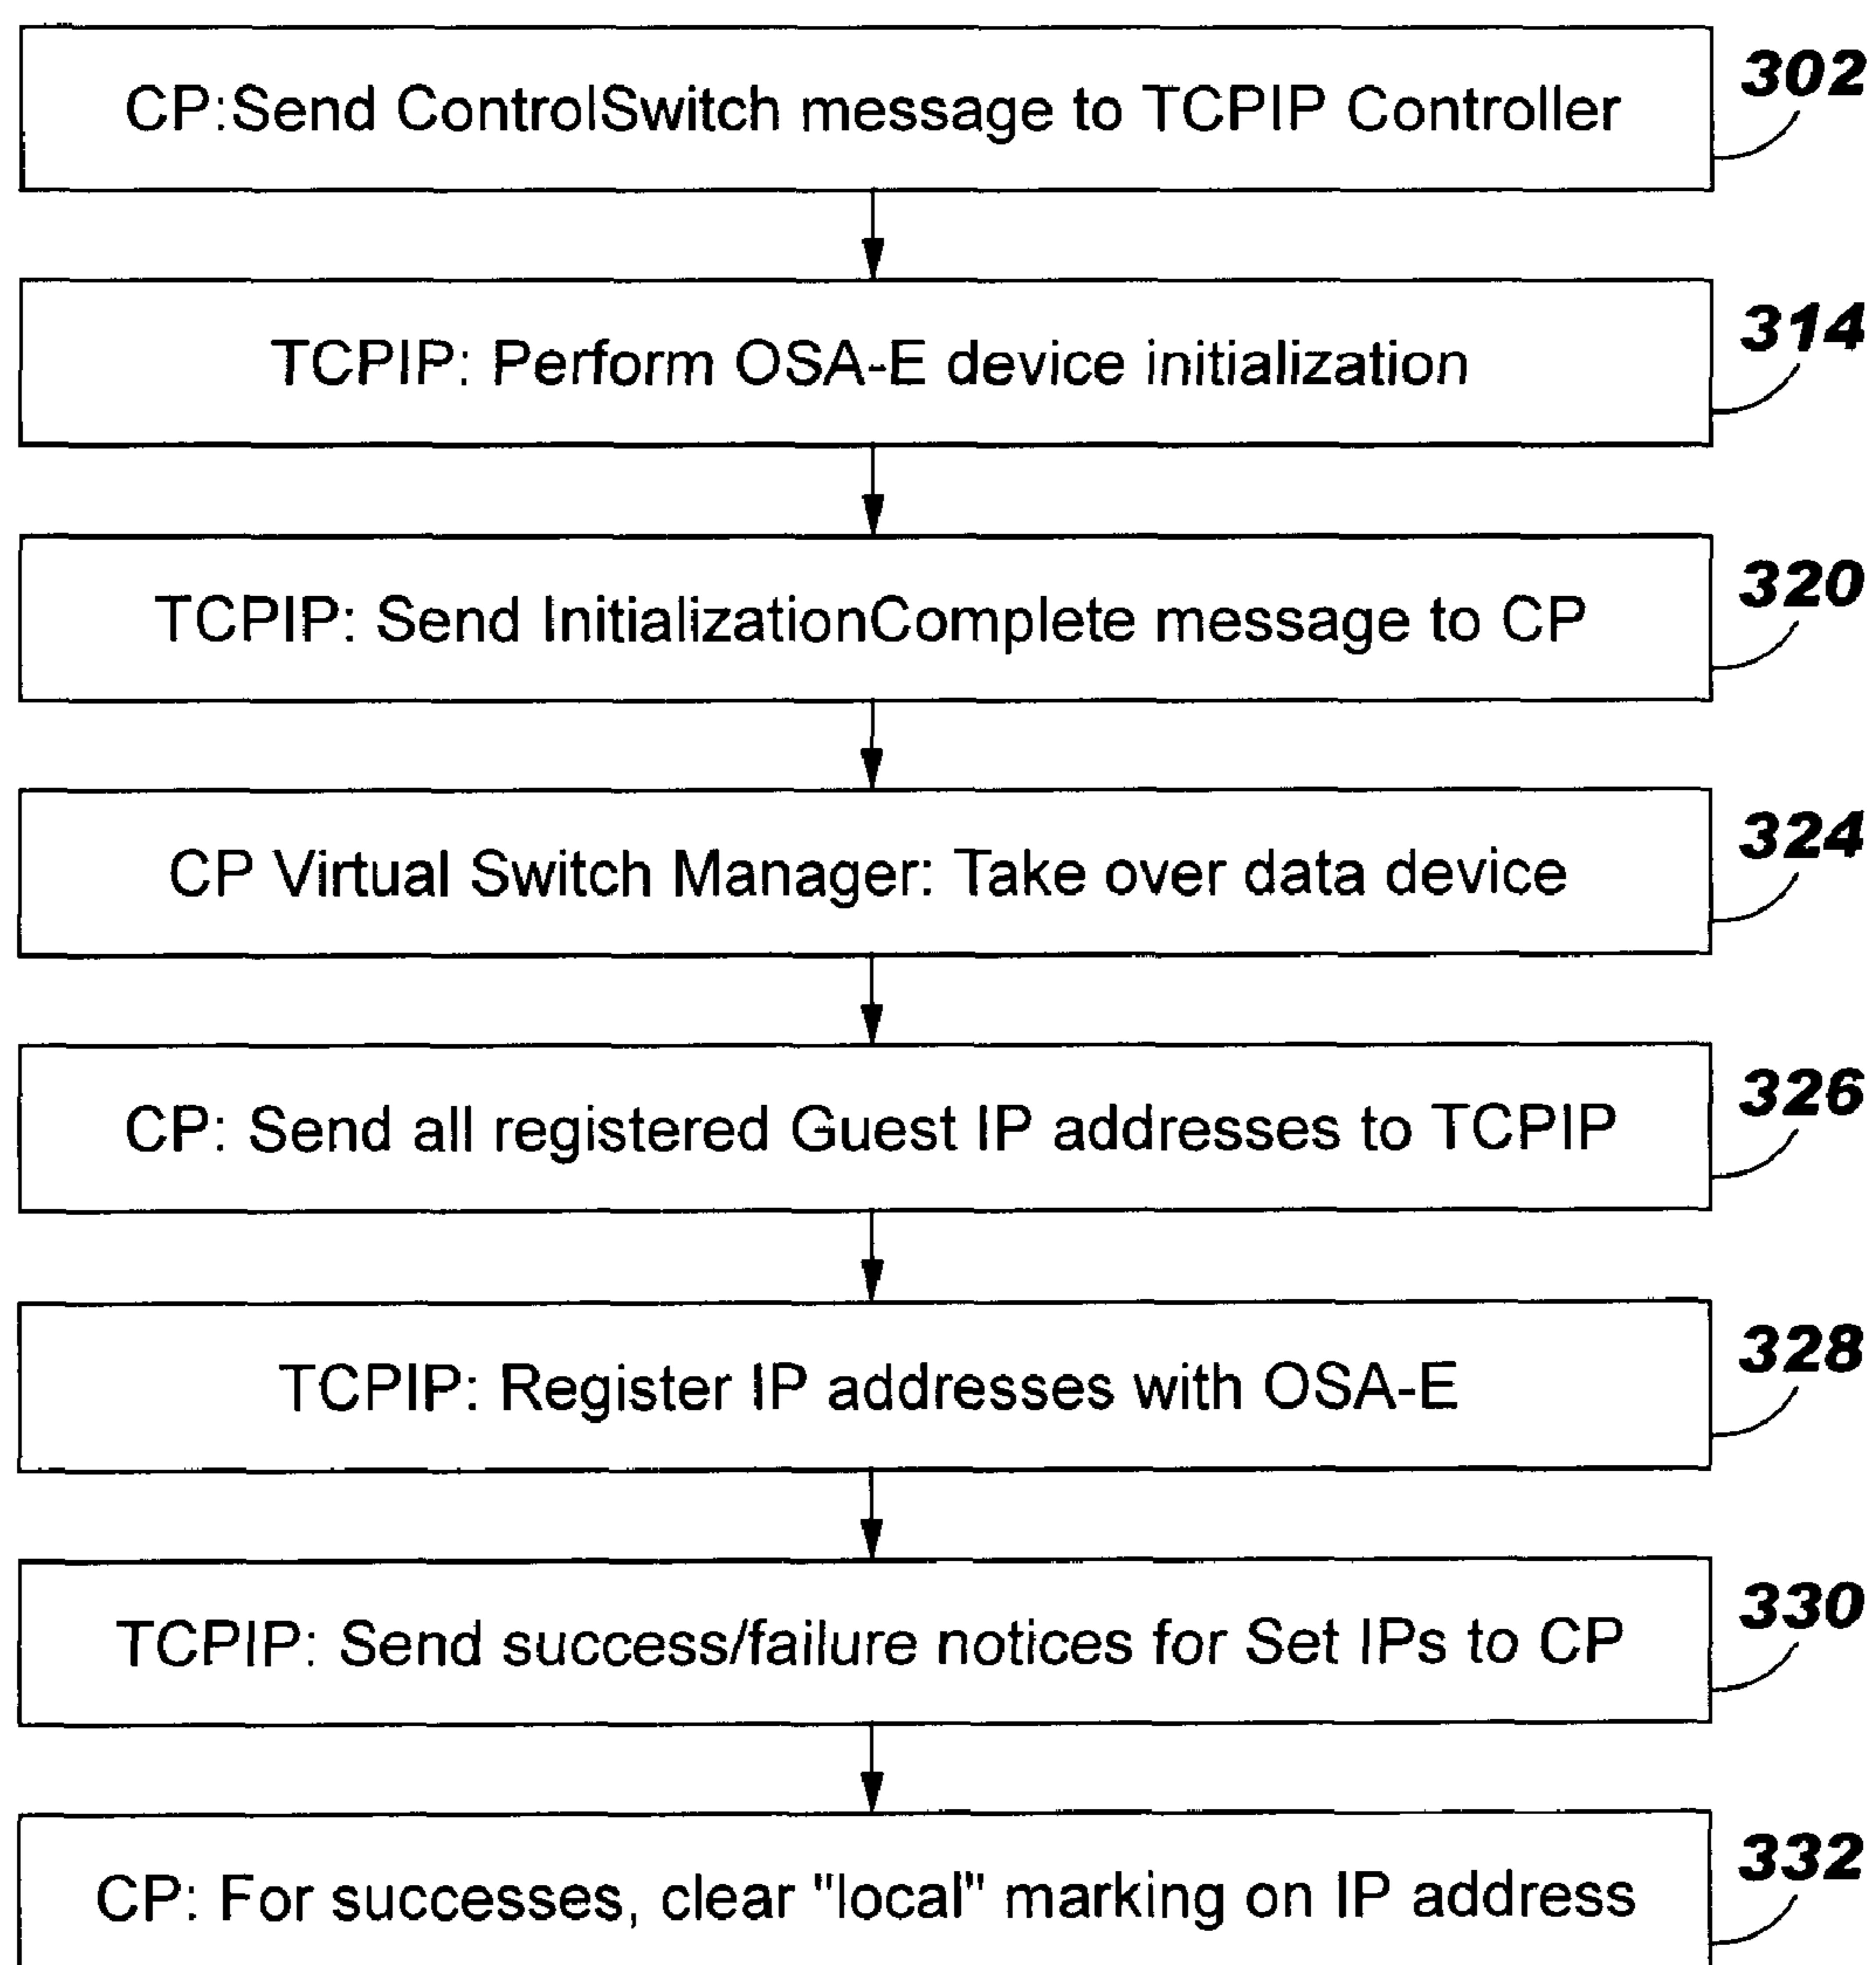 CP:Send ControlSwitch message to TCPIP Controller
302
TCPIP: Perform OSA-E device initialization
314
TCPIP: Send InitializationComplete message to CP
320
CP Virtual Switch Manager: Take over data device
324
CP: Send all registered Guest IP addresses to TCPIP
326
TCPIP: Register IP addresses with OSA-E
328
TCPIP: Send success/failure notices for Set IPs to CP
330
CP: For successes, clear "local" marking on IP address
332